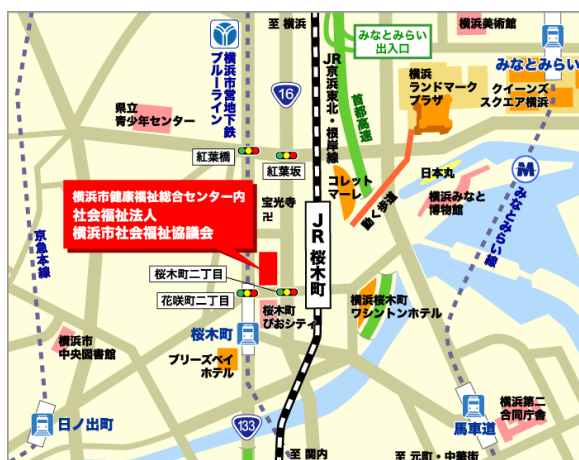 至 横浜
横浜美術館
みなとみらい
出入口
みなとみらい
横浜市営地下鉄
ブルーライン
16
JR
京浜東北・根岸線
首都高速
横浜
ランドマーク
プラザ
クイーンズ
スクエア横浜
県立
青少年センター
紅葉橋
紅葉坂
コレット
マーレ
動く歩道
日本丸
横浜みなと
博物館
M
みなとみらい線
横浜市健康福祉総合センター内
社会福祉法人
横浜市社会福祉協議会
宝光寺
卍
JR 桜木町
京急本線
桜木町二丁目
花咲町二丁目
桜木町
ぴおシティ
横浜桜木町
ワシントンホテル
桜木町
横浜市
中央図書館
ブリーズベイ
ホテル
日ノ出町
133
馬車道
横浜第二
合同庁舎
至 関内
至 元町・中華街